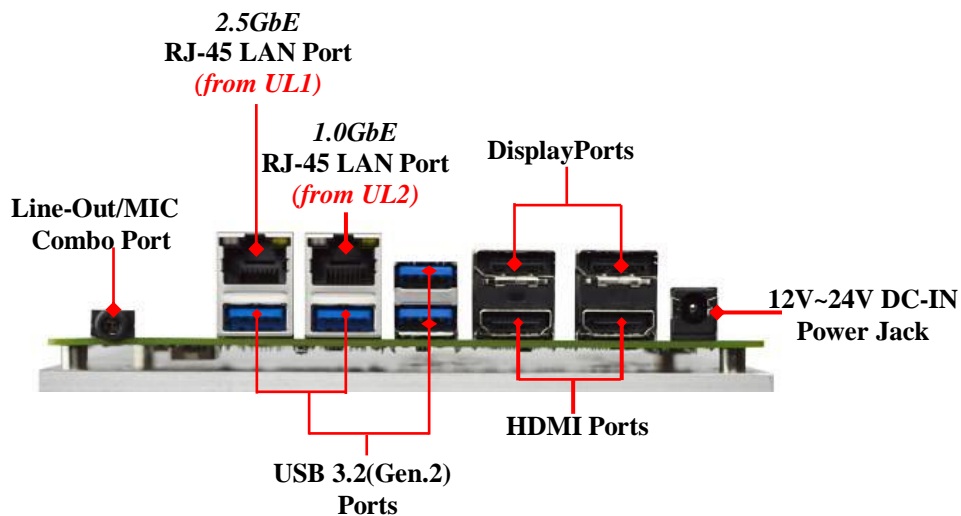 2.5GbE
RJ-45 LAN Port
(from UL1)
1.0GbE
RJ-45 LAN Port
(from UL2)
DisplayPorts
Line-Out/MIC
Combo Port
12V~24V DC-IN
Power Jack
HDMI Ports
USB 3.2(Gen.2)
Ports